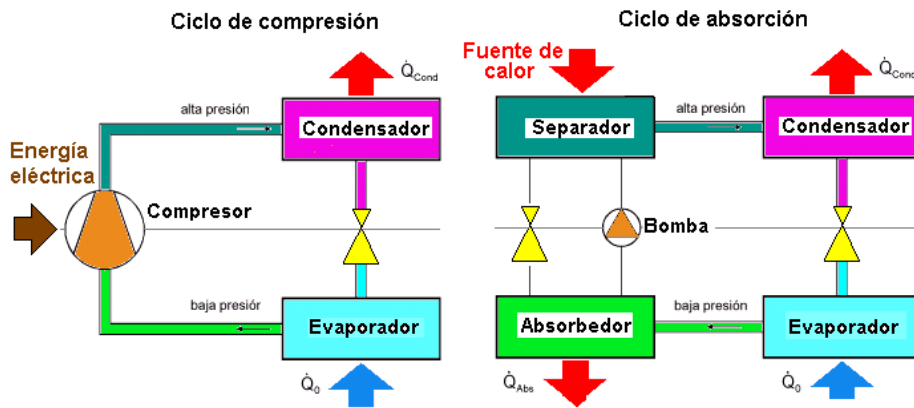 Ciclo de compresión
Q̇Cond
alta presión
Condensador
Energía
eléctrica
Compresor
baja presiór
Evaporador
Q̇0
Ciclo de absorción
Fuente de
calor
Q̇Cond
Separador
alta presión
Condensador
Bomba
Absorbedor
baja presiór
Evaporador
Q̇Abs
Q̇0